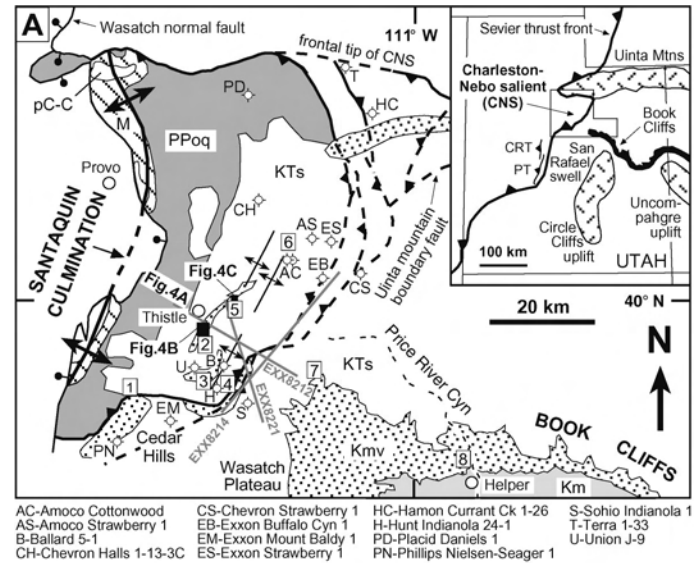 A
Wasatch normal fault
111° W
frontal tip of CNS
pC-C
M
PD
T
HC
PPoq
Provo
KTs
CH
AS ES
6
AC
EB
CS
Uinta mountain
boundary fault
SANTAQUIN
CULMINATION
Fig.4A
Fig.4C
5
Thistle
Fig.4B
2
U
B
3
4
H
S
1
EM
PN
Cedar
Hills
EXX8212
EXX8221
EXX8214
7
KTs
Price River Cyn
Wasatch
Plateau
Kmv
BOOK
CLIFFS
8
Helper
Km
40° N
20 km
N
Sevier thrust front
Uinta Mtns
Charleston-
Nebo salient
(CNS)
Book
Cliffs
CRT
PT
San
Rafael
swell
Circle
Cliffs
uplift
Uncom-
pahgre
uplift
100 km
UTAH
AC-Amoco Cottonwood
AS-Amoco Strawberry 1
B-Ballard 5-1
CH-Chevron Halls 1-13-3C
CS-Chevron Strawberry 1
EB-Exxon Buffalo Cyn 1
EM-Exxon Mount Baldy 1
ES-Exxon Strawberry 1
HC-Hamon Currant Ck 1-26
H-Hunt Indianola 24-1
PD-Placid Daniels 1
PN-Phillips Nielsen-Seager 1
S-Sohio Indianola 1
T-Terra 1-33
U-Union J-9